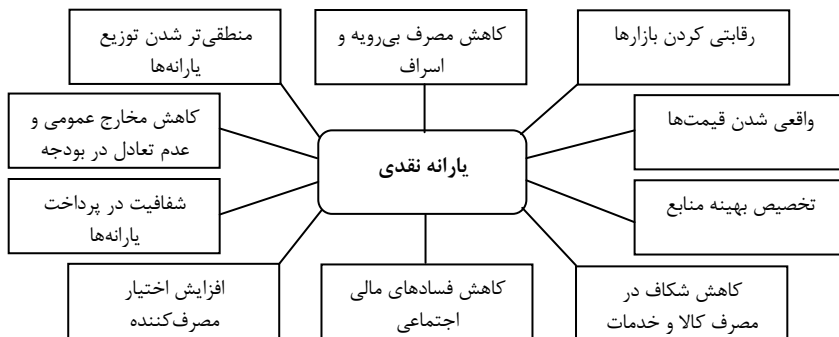 رقابتی کردن بازارها
کاهش مصرف بی‌رویه و
اسراف
منطقی‌تر شدن توزیع
یارانه‌ها
واقعی شدن قیمت‌ها
کاهش مخارج عمومی و
عدم تعادل در بودجه
یارانه نقدی
تخصیص بهینه منابع
شفافیت در پرداخت
یارانه‌ها
کاهش شکاف در
مصرف کالا و خدمات
کاهش فسادهای مالی
اجتماعی
افزایش اختیار
مصرف‌کننده